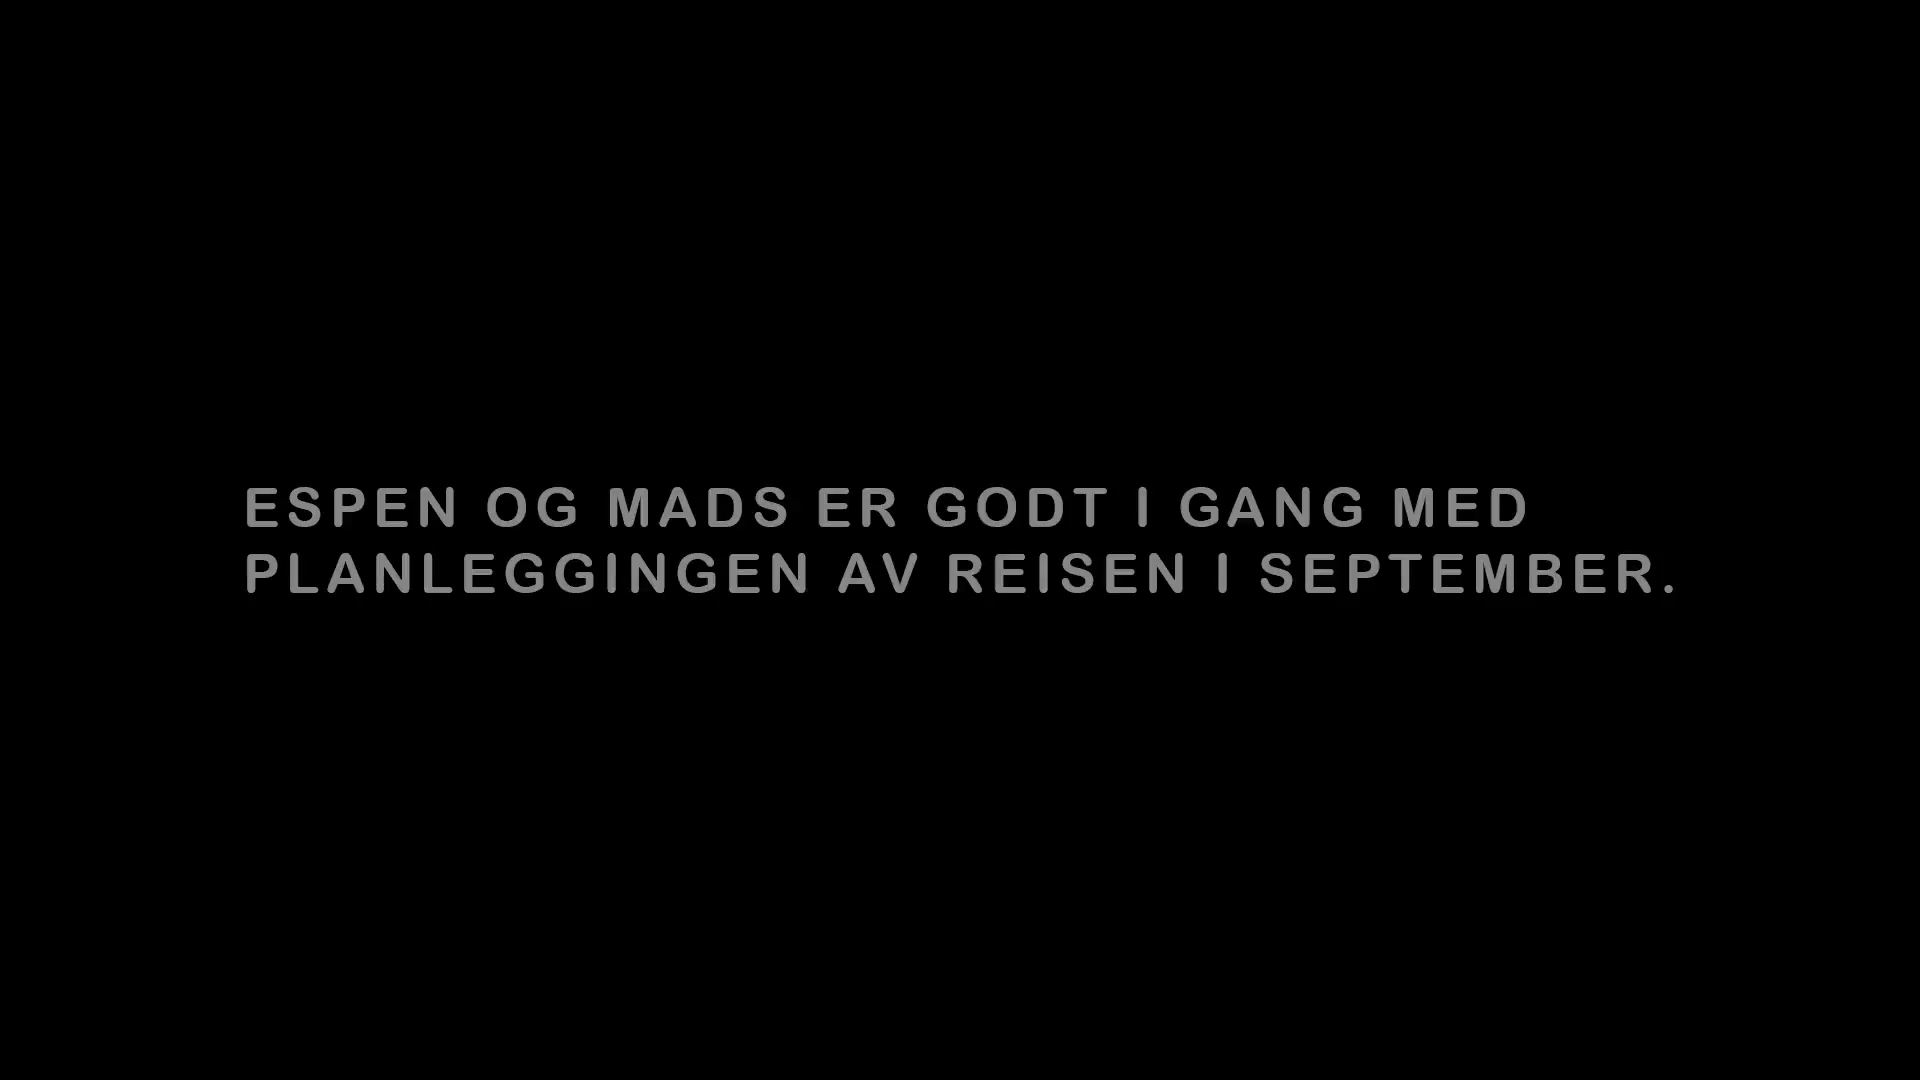 ESPEN OG MADS ER GODT I GANG MED
PLANLEGGINGEN AV REISEN I SEPTEMBER.